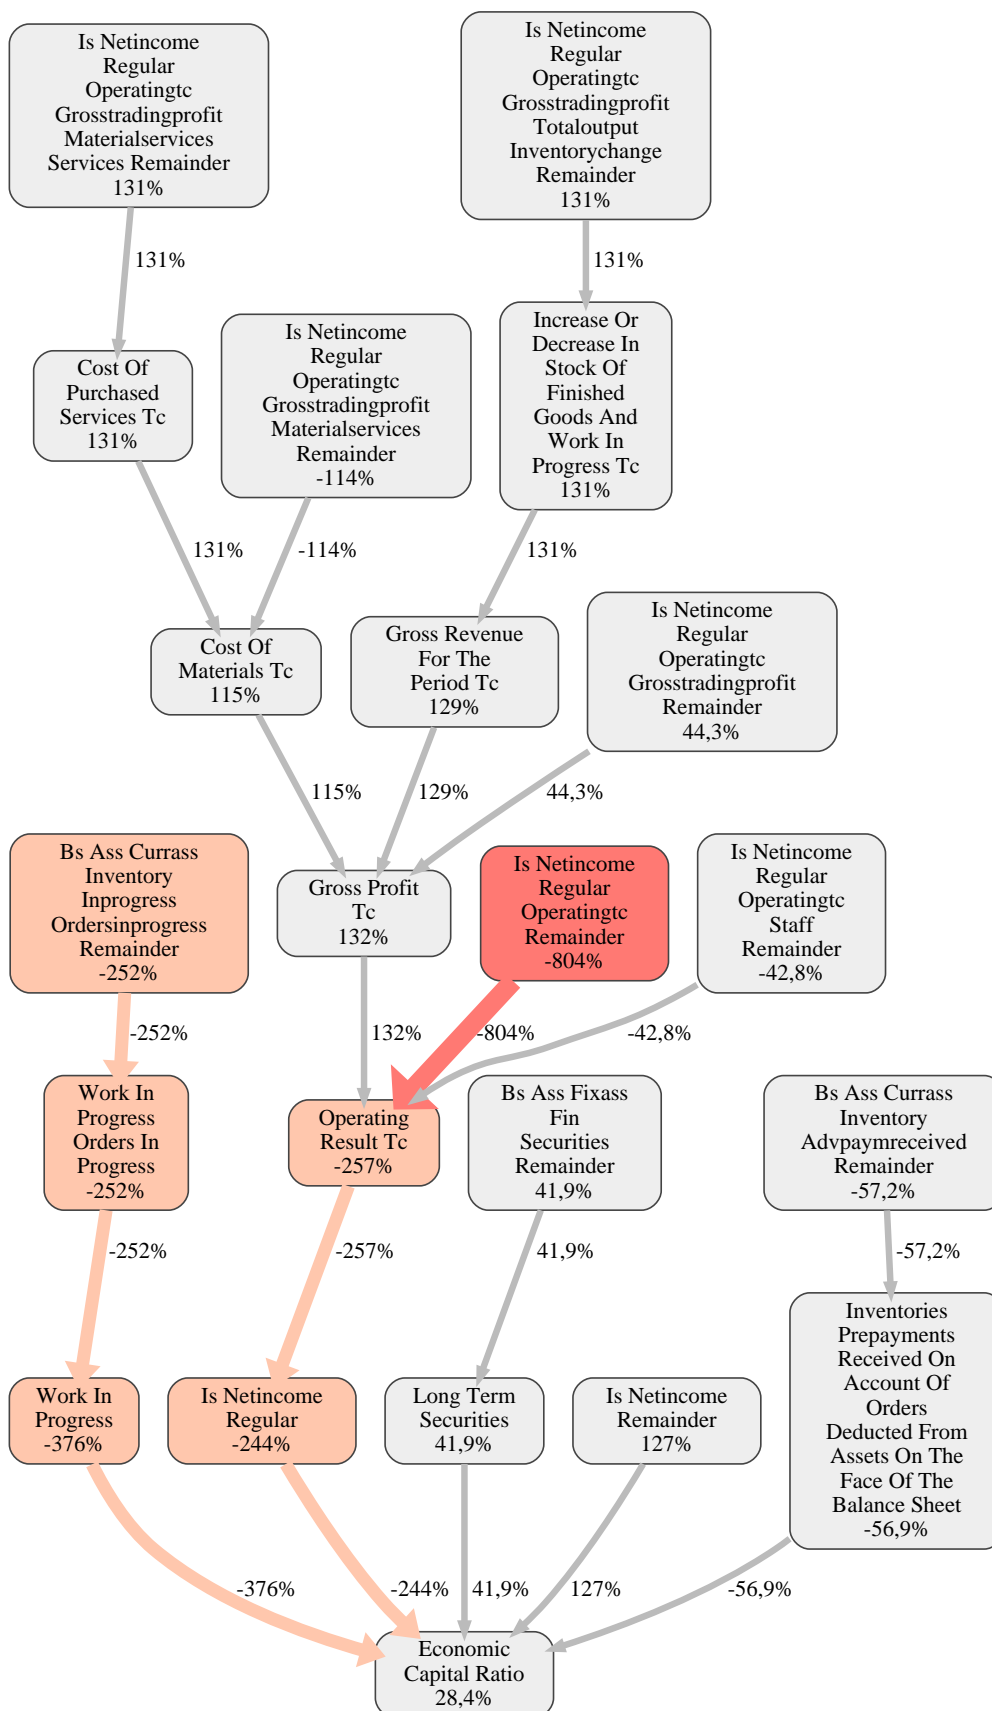 Is Netincome
Regular
Operatingtc
Grosstradingprofit
Materialservices
Services Remainder
131%
Is Netincome
Regular
Operatingtc
Grosstradingprofit
Totaloutput
Inventorychange
Remainder
131%
131%
131%
Cost Of
Purchased
Services Tc
131%
Is Netincome
Regular
Operatingtc
Grosstradingprofit
Materialservices
Remainder
-114%
Increase Or
Decrease In
Stock Of
Finished
Goods And
Work In
Progress Tc
131%
131%
-114%
131%
Cost Of
Materials Tc
115%
Gross Revenue
For The
Period Tc
129%
Is Netincome
Regular
Operatingtc
Grosstradingprofit
Remainder
44,3%
115%
129%
44,3%
Bs Ass Currass
Inventory
Inprogress
Ordersinprogress
Remainder
-252%
Gross Profit
Tc
132%
Is Netincome
Regular
Operatingtc
Remainder
-804%
Is Netincome
Regular
Operatingtc
Staff
Remainder
-42,8%
-252%
132%
-804%
-42,8%
Work In
Progress
Orders In
Progress
-252%
Operating
Result Tc
-257%
Bs Ass Fixass
Fin
Securities
Remainder
41,9%
Bs Ass Currass
Inventory
Advpaymreceived
Remainder
-57,2%
-252%
-257%
41,9%
-57,2%
Work In
Progress
-376%
Is Netincome
Regular
-244%
Long Term
Securities
41,9%
Is Netincome
Remainder
127%
Inventories
Prepayments
Received On
Account Of
Orders
Deducted From
Assets On The
Face Of The
Balance Sheet
-56,9%
-376%
-244%
41,9%
127%
-56,9%
Economic
Capital Ratio
28,4%